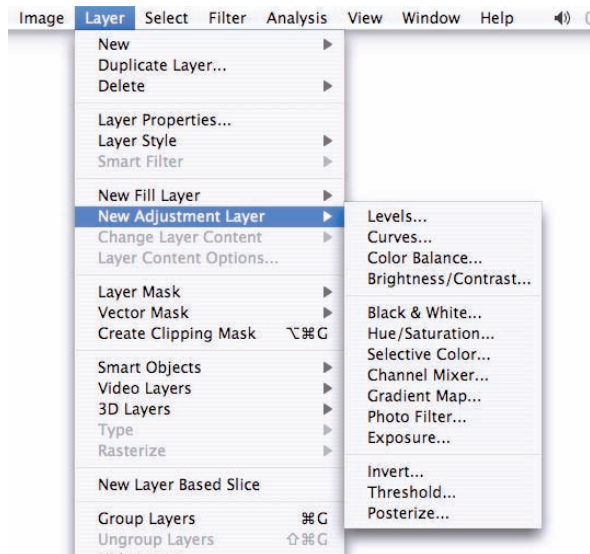 Image Layer Select Filter Analysis View Window Help
New
Duplicate Layer...
Delete
Layer Properties...
Layer Style
Smart Filter
New Fill Layer
New Adjustment Layer
Change Layer Content
Layer Content Options...
Layer Mask
Vector Mask
Create Clipping Mask ⌥⌘G
Smart Objects
Video Layers
3D Layers
Type
Rasterize
New Layer Based Slice
Group Layers ⌘G
Ungroup Layers ⇧⌘G
Levels...
Curves...
Color Balance...
Brightness/Contrast...
Black & White...
Hue/Saturation...
Selective Color...
Channel Mixer...
Gradient Map...
Photo Filter...
Exposure...
Invert...
Threshold...
Posterize...